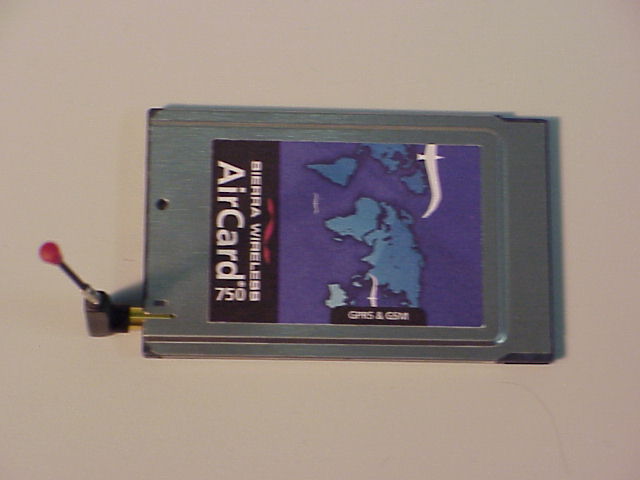 SIERRA WIRELESS
AirCard® 750
GPRS & GSM